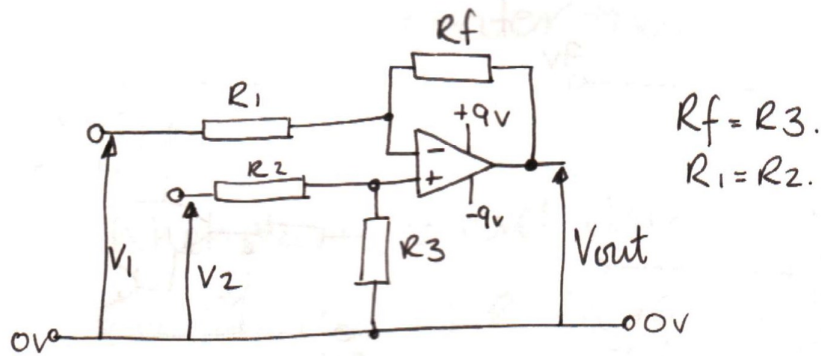 Rf
R1
+9v
Rf = R3.
R2
R1 = R2.
-9v
V1
V2
R3
Vout
0v
0v